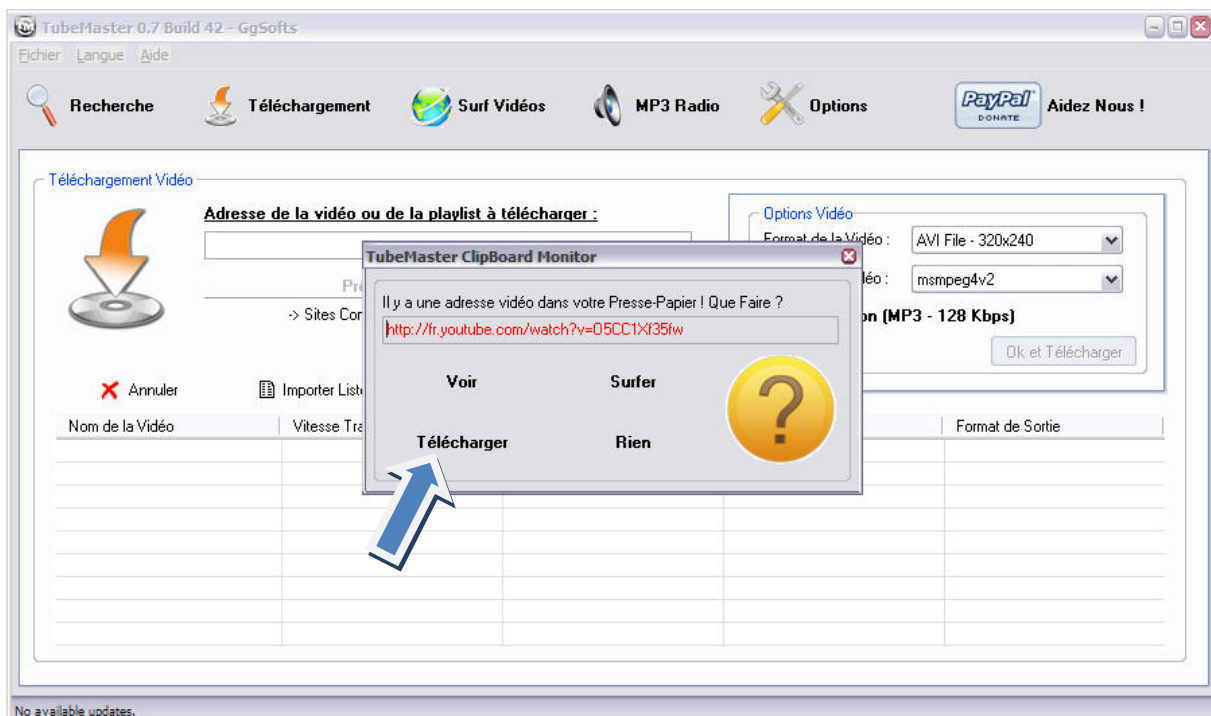 TubeMaster 0.7 Build 42 - GgSofts
Fichier Langue Aide
Recherche Téléchargement Surf Vidéos MP3 Radio Options PayPal DONATE Aidez Nous !
Téléchargement Vidéo
Adresse de la vidéo ou de la playlist à télécharger :
Options Vidéo
Format de la Vidéo : AVI File - 320x240
TubeMaster ClipBoard Monitor
Il y a une adresse vidéo dans votre Presse-Papier ! Que Faire ?
http://fr.youtube.com/watch?v=O5CC1Xf35fw
Voir Surfer
Télécharger Rien
msmpeg4v2
-> Sites
(MP3 - 128 Kbps)
Ok et Télécharger
Annuler Importer
Nom de la Vidéo Vitesse Format de Sortie
No available updates.